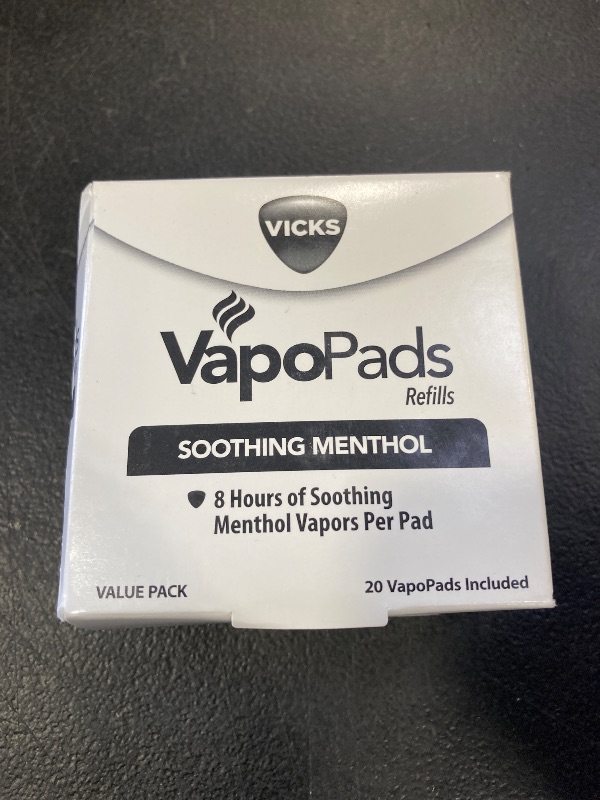 VICKS
VapoPads
Refills
SOOTHING MENTHOL
8 Hours of Soothing
Menthol Vapors Per Pad
VALUE PACK
20 VapoPads Included